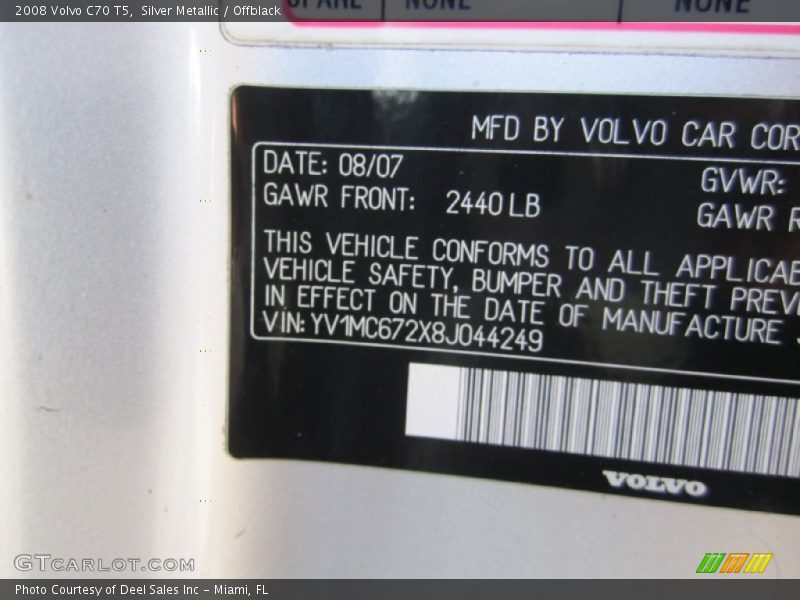 2008 Volvo C70 T5,  Silver Metallic / Offblack
SPARE NONE NONE
MFD BY VOLVO CAR COR
DATE: 08/07 GVWR:
GAWR FRONT: 2440 LB GAWR R
THIS VEHICLE CONFORMS TO ALL APPLICAB
VEHICLE SAFETY, BUMPER AND THEFT PREV
IN EFFECT ON THE DATE OF MANUFACTURE
VIN: YV1MC672X8J044249
VOLVO
GTCARLOT.COM
Photo Courtesy of Deel Sales Inc - Miami, FL